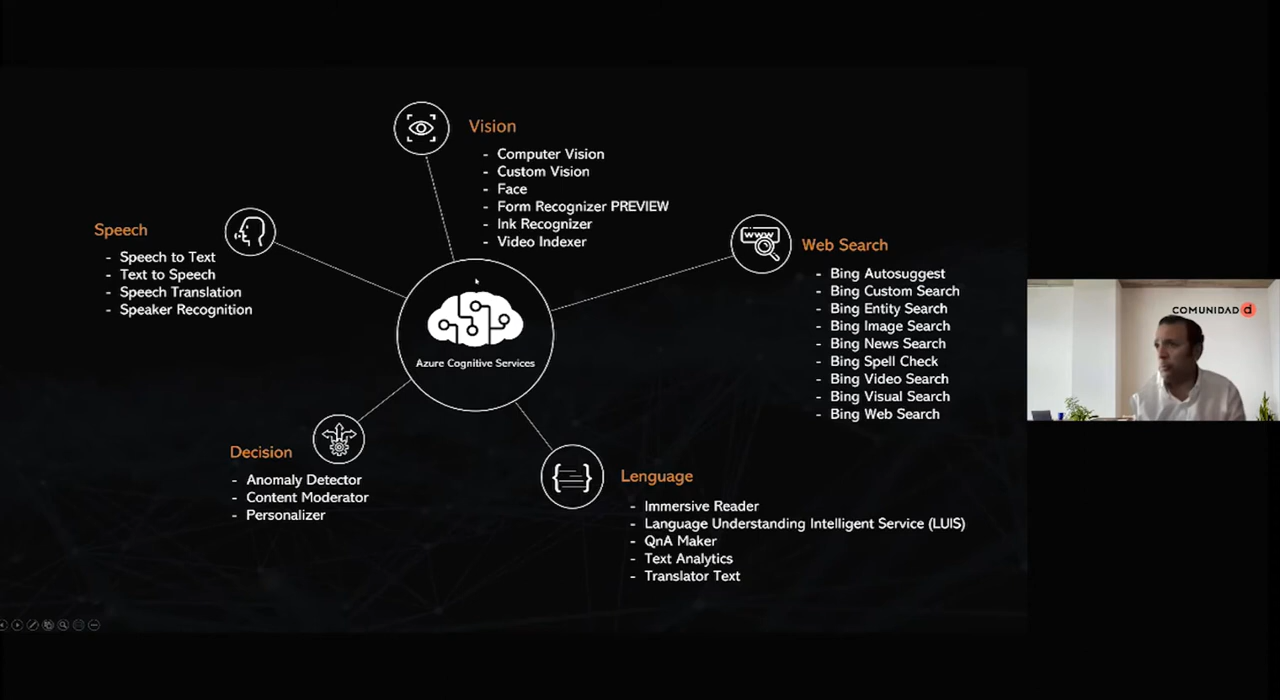 Vision
- Computer Vision
- Custom Vision
- Face
- Form Recognizer PREVIEW
- Ink Recognizer
- Video Indexer
Speech
- Speech to Text
- Text to Speech
- Speech Translation
- Speaker Recognition
www
Web Search
- Bing Autosuggest
- Bing Custom Search
- Bing Entity Search
- Bing Image Search
- Bing News Search
- Bing Spell Check
- Bing Video Search
- Bing Visual Search
- Bing Web Search
Azure Cognitive Services
COMUNIDAD d
Decision
- Anomaly Detector
- Content Moderator
- Personalizer
Lenguage
- Immersive Reader
- Language Understanding Intelligent Service (LUIS)
- QnA Maker
- Text Analytics
- Translator Text